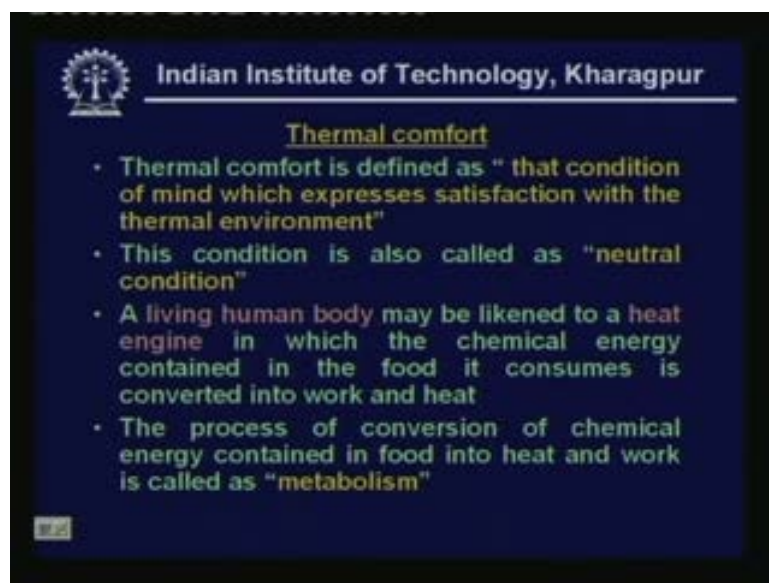 Indian Institute of Technology, Kharagpur
Thermal comfort
• Thermal comfort is defined as “ that condition
of mind which expresses satisfaction with the
thermal environment”
• This condition is also called as “neutral
condition”
• A living human body may be likened to a heat
engine in which the chemical energy
contained in the food it consumes is
converted into work and heat
• The process of conversion of chemical
energy contained in food into heat and work
is called as “metabolism”